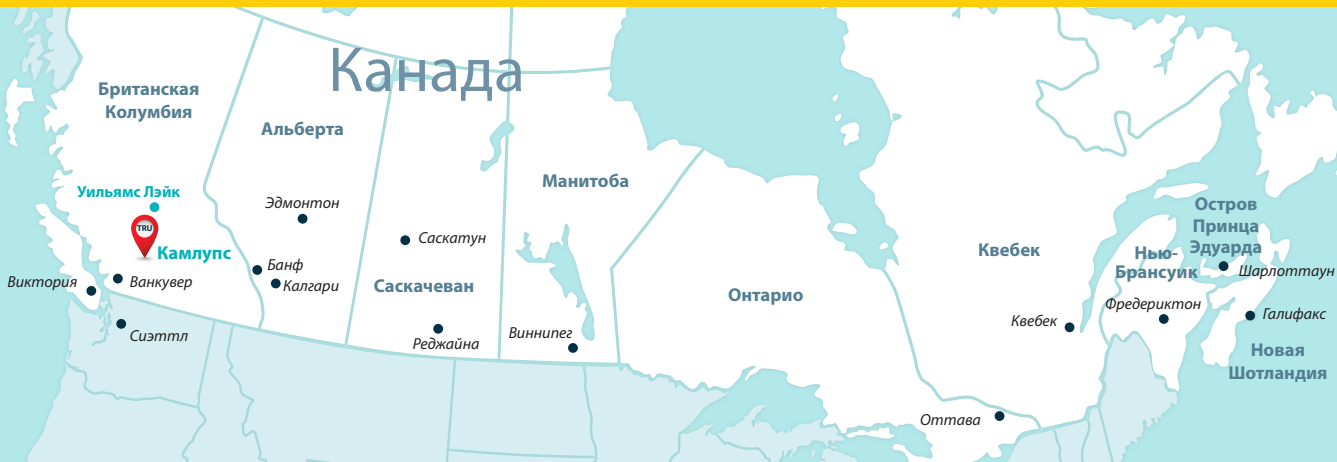 Канада
Британская
Колумбия
Альберта
Уильямс Лэйк
TRU
Камлупс
Виктория
Ванкувер
Сиэттл
Эдмонтон
Банф
Калгари
Саскатун
Саскачеван
Реджайна
Манитоба
Виннипег
Онтарио
Оттава
Квебек
Квебек
Нью-
Брансуик
Фредериктон
Остров
Принца
Эдуарда
Шарлоттаун
Галифакс
Новая
Шотландия